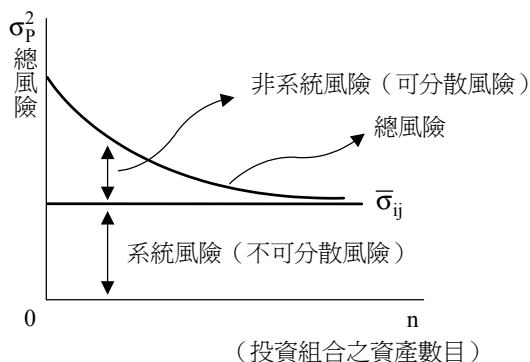 σ²P
總風險
非系統風險（可分散風險）
總風險
σ̄ij
系統風險（不可分散風險）
0
n
（投資組合之資產數目）